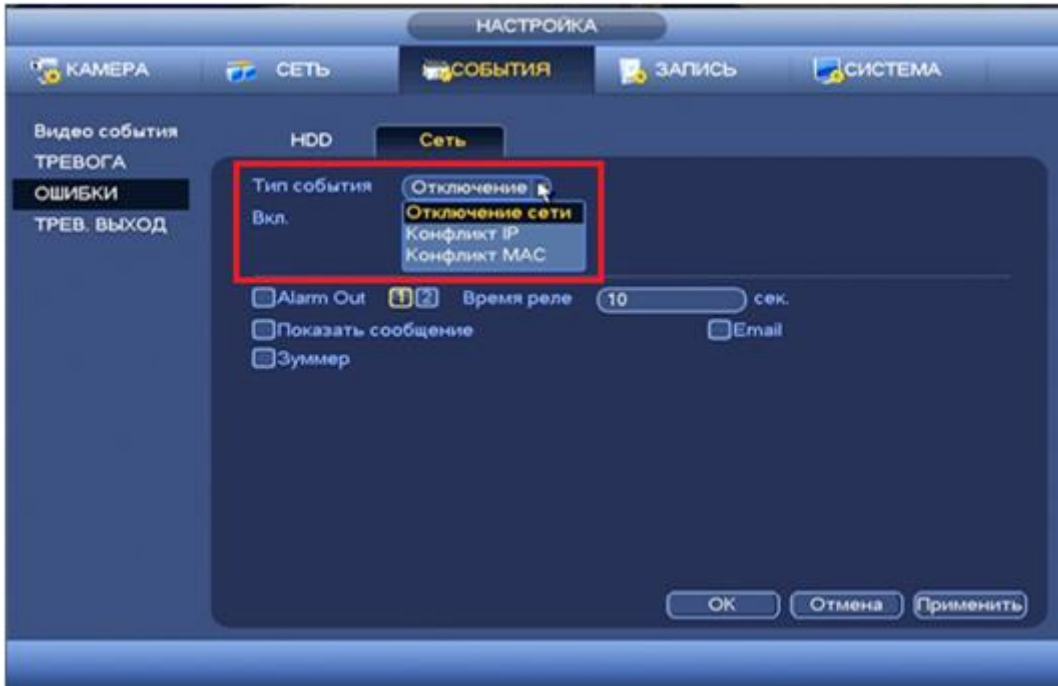 НАСТРОЙКА
КАМЕРА СЕТЬ СОБЫТИЯ ЗАПИСЬ СИСТЕМА
Видео события
ТРЕВОГА
ОШИБКИ
ТРЕВ. ВЫХОД
HDD Сеть
Тип события Отключение
Вкл.
Отключение сети
Конфликт IP
Конфликт MAC
Alarm Out 1 2 Время реле 10 сек.
Показать сообщение Email
Зуммер
OK Отмена Применить